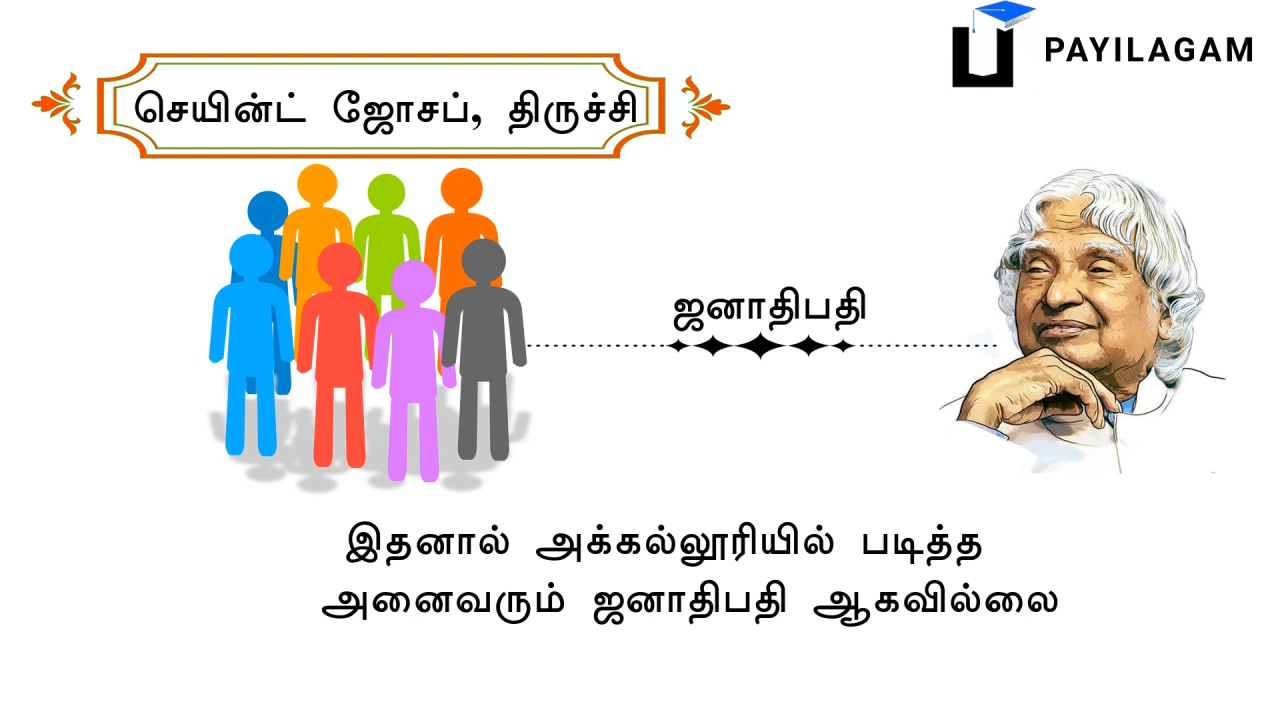 PAYILAGAM
செயின்ட் ஜோசப், திருச்சி
ஜனாதிபதி
இதனால் அக்கல்லூரியில் படித்த
அனைவரும் ஜனாதிபதி ஆகவில்லை